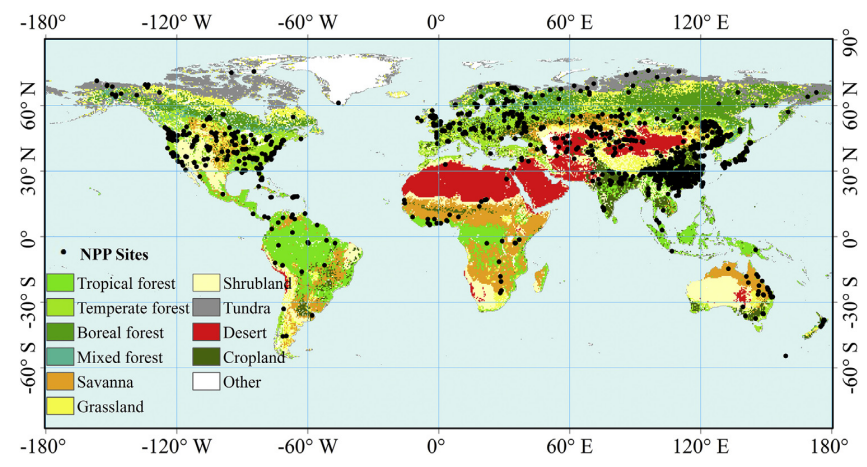 -180° -120° W -60° W 0° 60° E 120° E
90°
60° N 60° N
30° N 30° N
0° 0°
-30° S -30° S
-60° S -60° S
NPP Sites
Tropical forest Shrubland
Temperate forest Tundra
Boreal forest Desert
Mixed forest Cropland
Savanna Other
Grassland
-180° -120° W -60° W 0° 60° E 120° E 180°